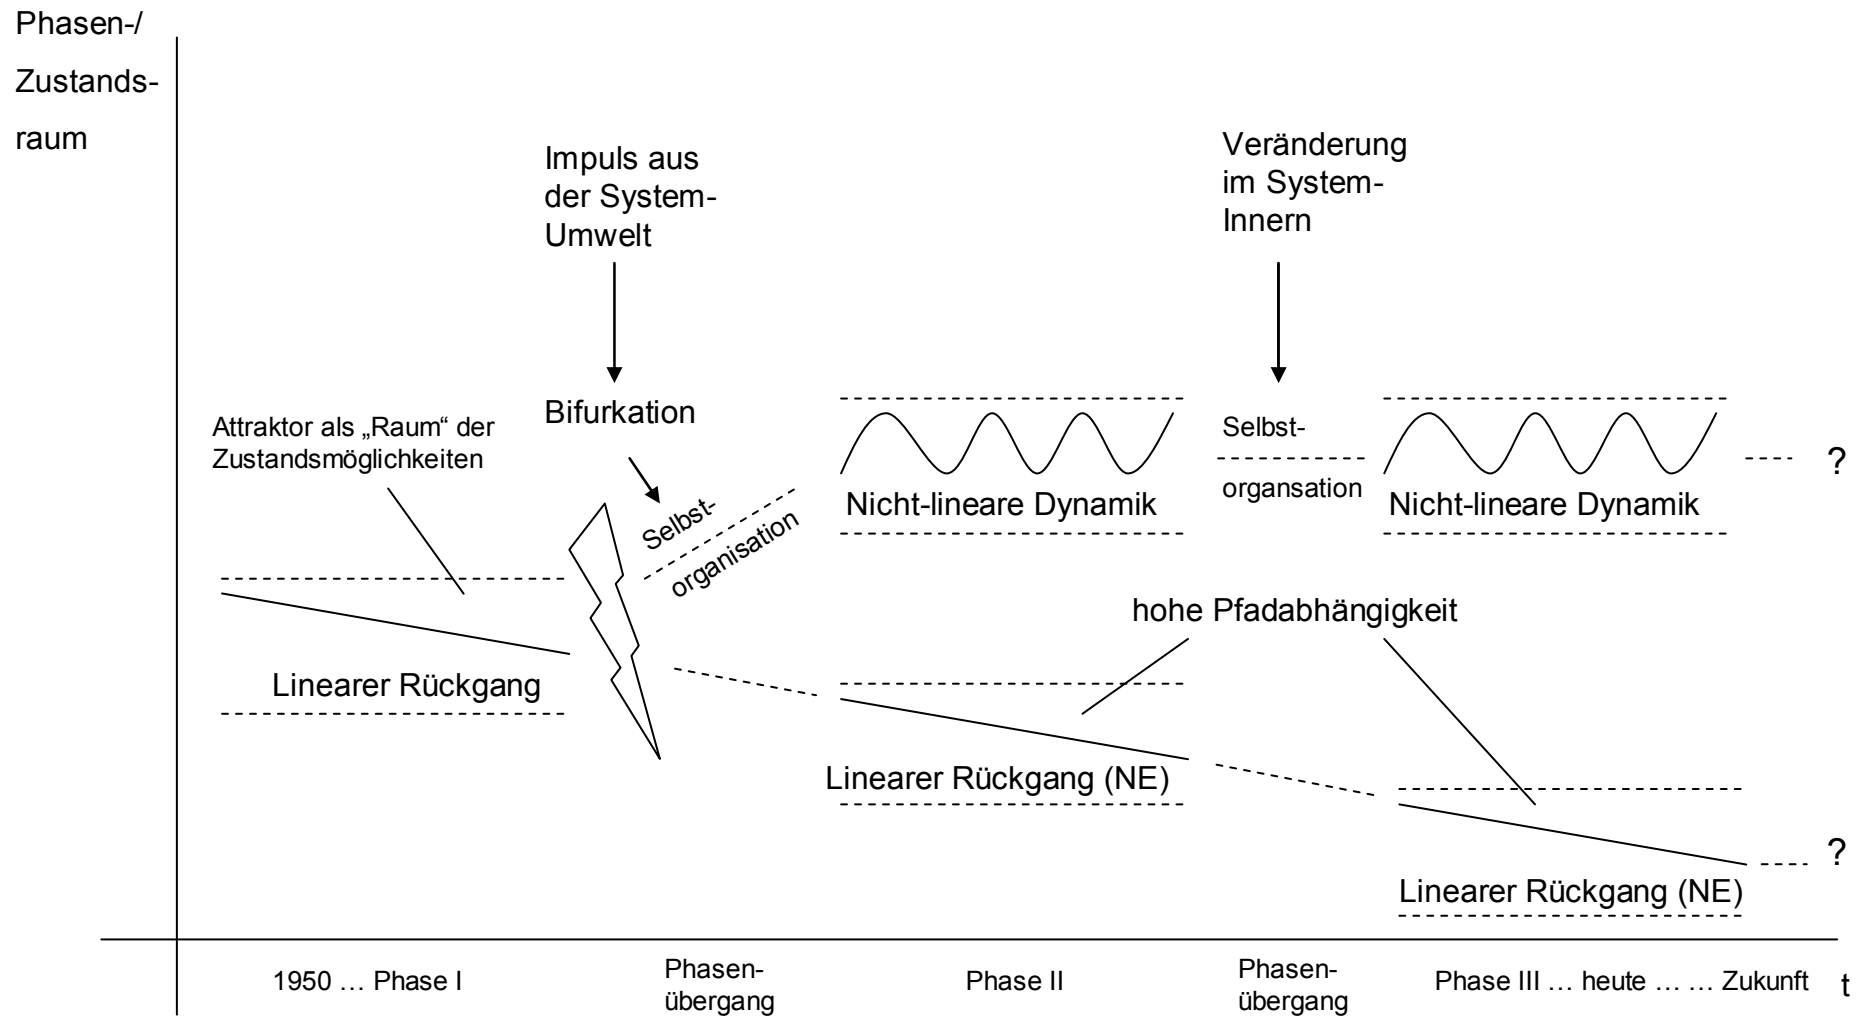 Phasen-/
Zustands-
raum
Impuls aus
der System-
Umwelt
Veränderung
im System-
Innern
Attraktor als „Raum“ der
Zustandsmöglichkeiten
Bifurkation
Selbst-
organisation
Nicht-lineare Dynamik
Selbst-
organsation
Nicht-lineare Dynamik
?
hohe Pfadabhängigkeit
Linearer Rückgang
Linearer Rückgang (NE)
Linearer Rückgang (NE)
?
1950 … Phase I
Phasen-
übergang
Phase II
Phasen-
übergang
Phase III … heute … … Zukunft
t